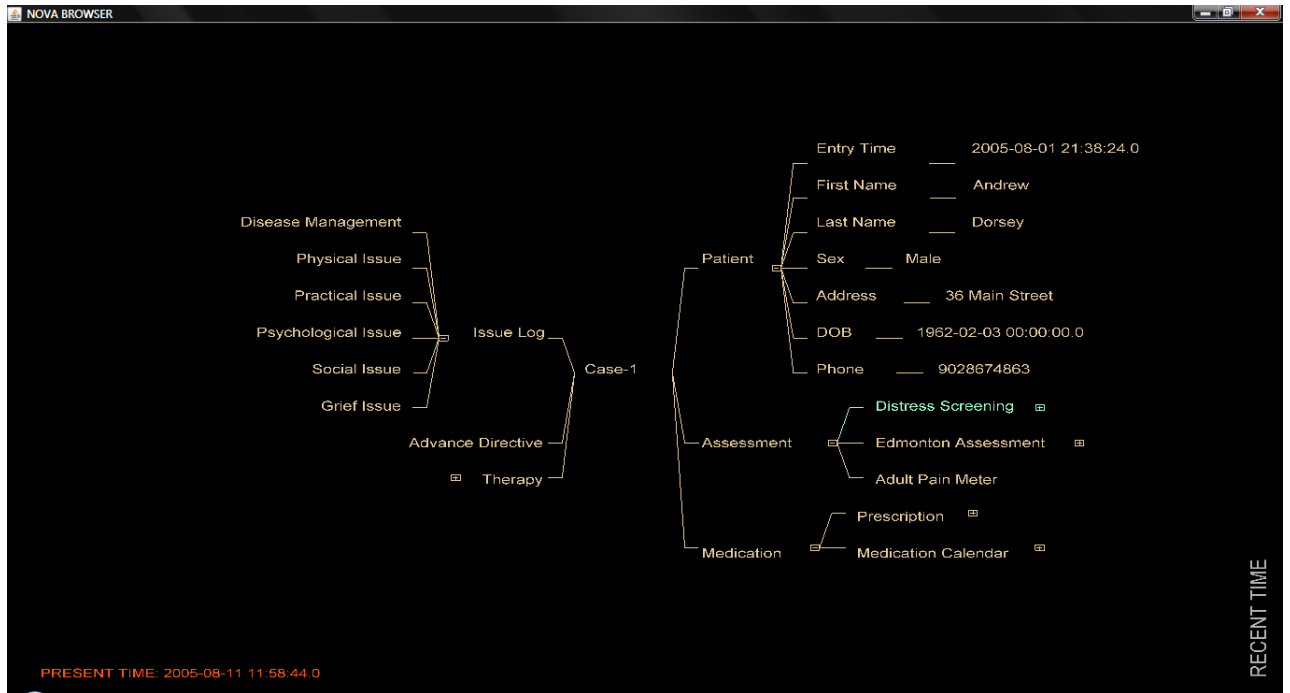 NOVA BROWSER
Entry Time 2005-08-01 21:38:24.0
First Name Andrew
Disease Management
Last Name Dorsey
Physical Issue
Patient
Sex Male
Practical Issue
Address 36 Main Street
Psychological Issue
Issue Log
DOB 1962-02-03 00:00:00.0
Social Issue
Case-1
Phone 9028674863
Grief Issue
Distress Screening
Advance Directive
Assessment
Edmonton Assessment
Therapy
Adult Pain Meter
Prescription
Medication
Medication Calendar
RECENT TIME
PRESENT TIME: 2005-08-11 11:58:44.0